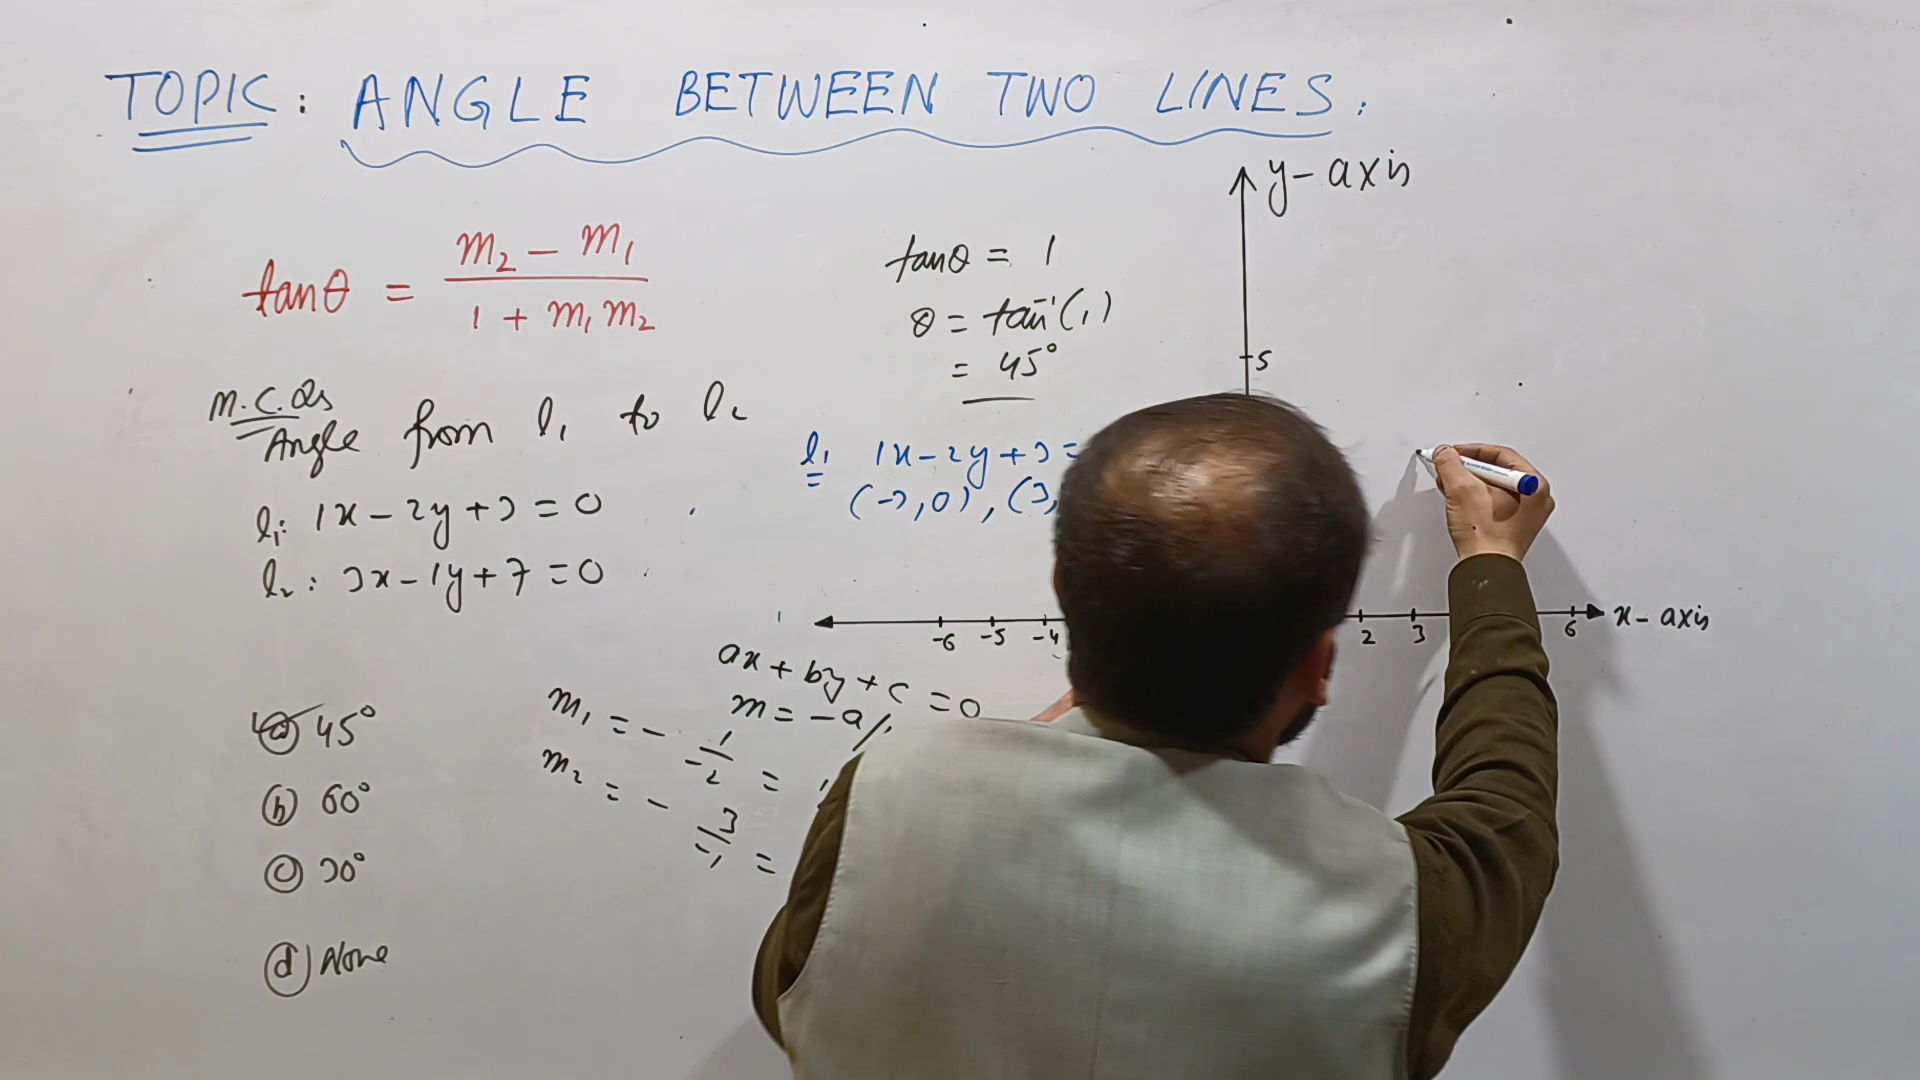 TOPIC: ANGLE BETWEEN TWO LINES.
tanθ = m₂ - m₁ / 1 + m₁m₂
M.C.Qs
Angle from l₁ to l₂
l₁: 1x - 2y + 3 = 0
l₂: 3x - 1y + 7 = 0
(a) 45°
(b) 60°
(c) 30°
(d) None
tanθ = 1
θ = tan⁻¹(1)
= 45°
l₁ 1x - 2y + 3 =
(-3, 0), (3,
ax + by + c = 0
m = -a/
m₁ = - 1/-2 =
m₂ = - 3/-1 =
y-axis
5
-6 -5 -4 2 3 6 x-axis